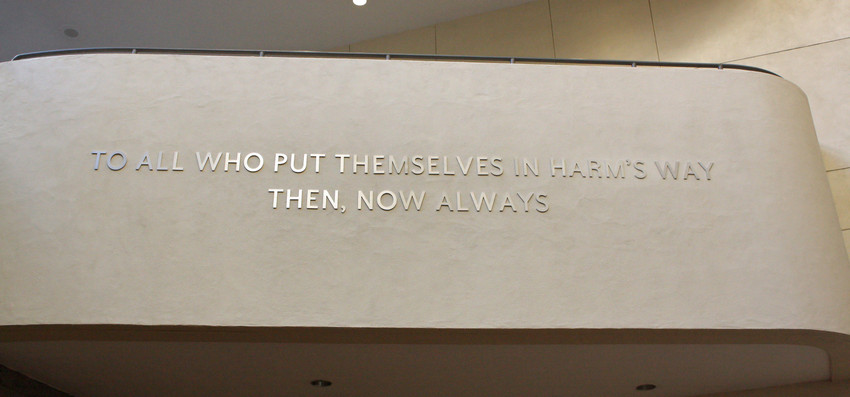 TO ALL WHO PUT THEMSELVES IN HARM'S WAY
THEN, NOW ALWAYS